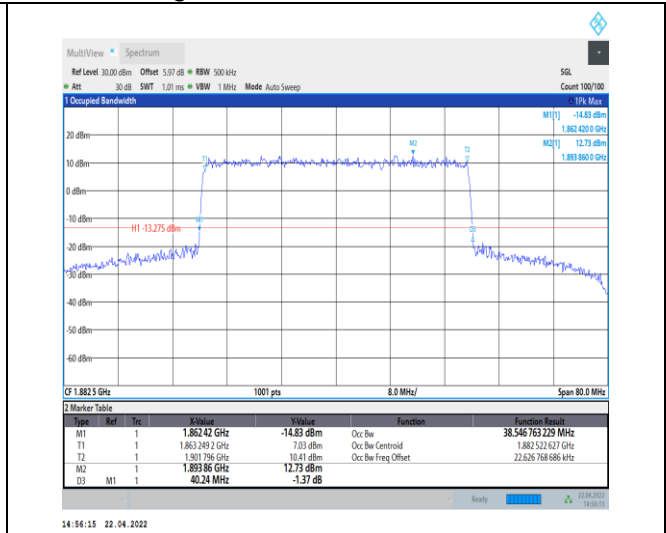 MultiView Spectrum
Ref Level 30.00 dBm Offset 5.97 dB RBW 500 kHz SGL
Att 30 dB SWT 1.01 ms VBW 1 MHz Mode Auto Sweep Count 100/100
1 Occupied Bandwidth 1Pk Max
M1[1] -14.83 dBm
1.862 420 0 GHz
M2[1] 12.73 dBm
1.893 860 0 GHz
20 dBm
M2
T2
10 dBm
T1
0 dBm
-10 dBm
M1
H1 -13.275 dBm
D3
-20 dBm
-30 dBm
-40 dBm
-50 dBm
-60 dBm
CF 1.882 5 GHz 1001 pts 8.0 MHz/ Span 80.0 MHz
2 Marker Table
Type Ref Trc X-Value Y-Value Function Function Result
M1 1 1.862 42 GHz -14.83 dBm Occ Bw 38.546 763 229 MHz
T1 1 1.863 249 2 GHz 7.03 dBm Occ Bw Centroid 1.882 522 627 GHz
T2 1 1.901 796 GHz 10.41 dBm Occ Bw Freq Offset 22.626 768 686 kHz
M2 1 1.893 86 GHz 12.73 dBm
D3 M1 1 40.24 MHz -1.37 dB
Ready 22.04.2022
14:56:13
14:56:15 22.04.2022